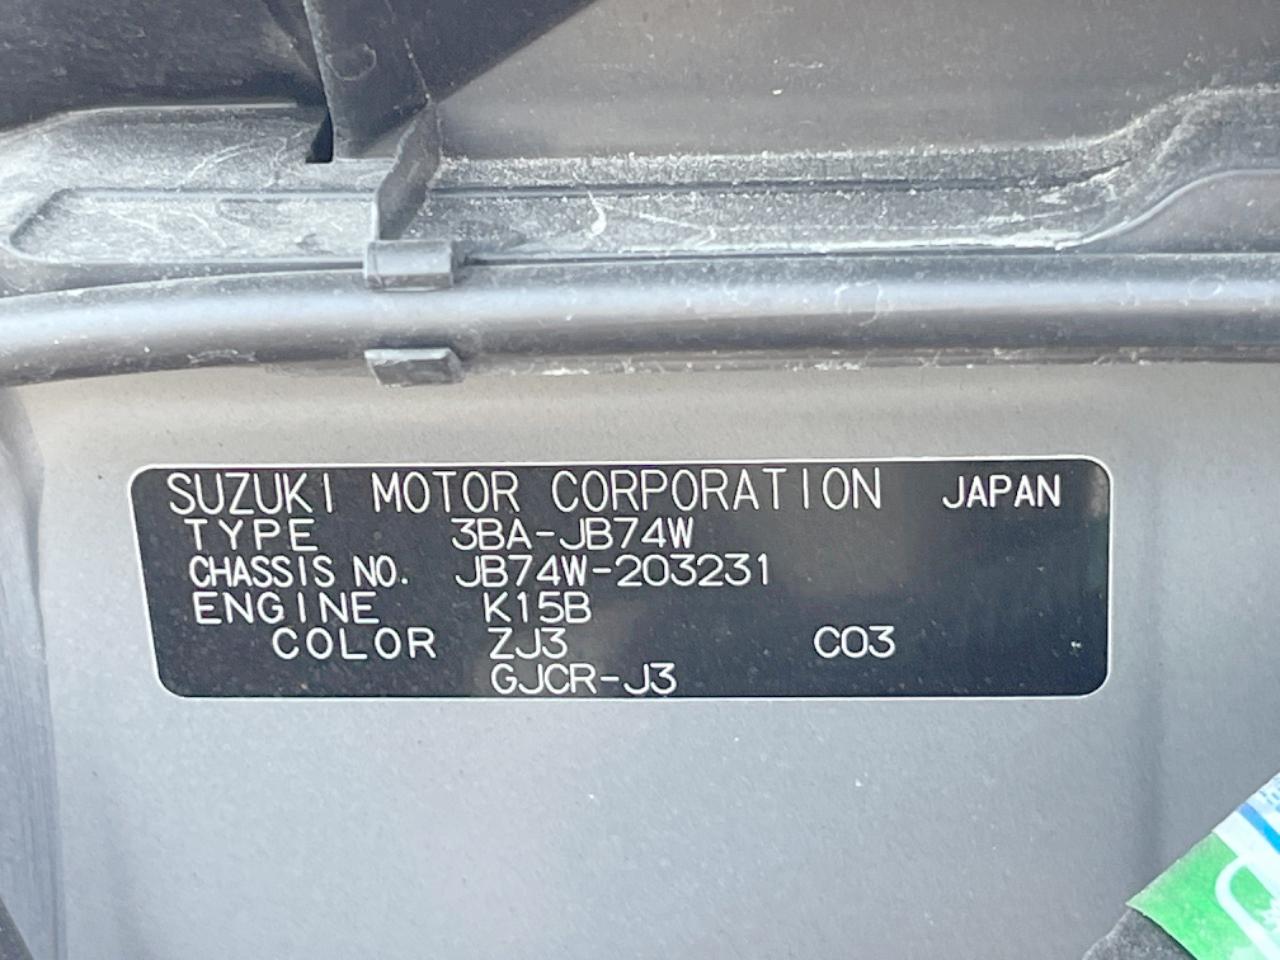 SUZUKI MOTOR CORPORATION JAPAN
TYPE 3BA-JB74W
CHASSIS NO. JB74W-203231
ENGINE K15B
COLOR ZJ3 C03
GJCR-J3